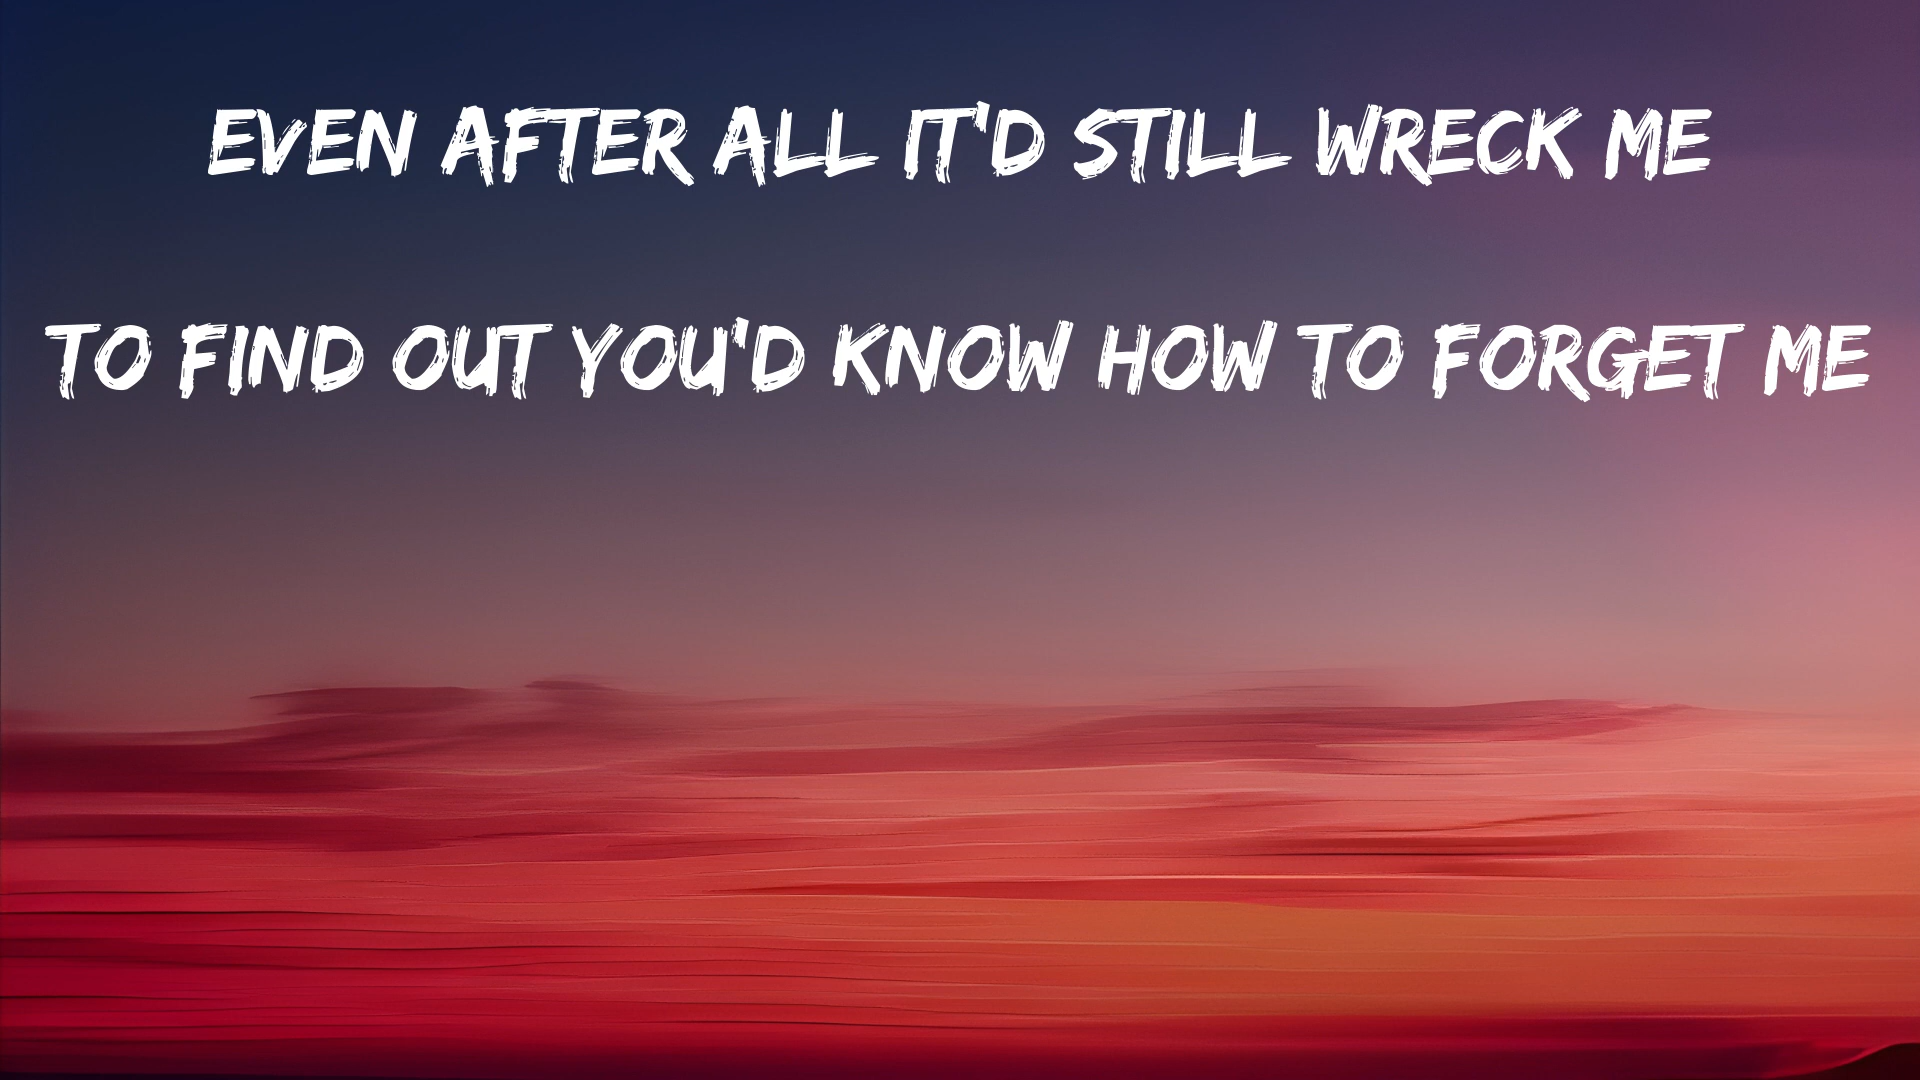 EVEN AFTER ALL IT'D STILL WRECK ME
TO FIND OUT YOU'D KNOW HOW TO FORGET ME